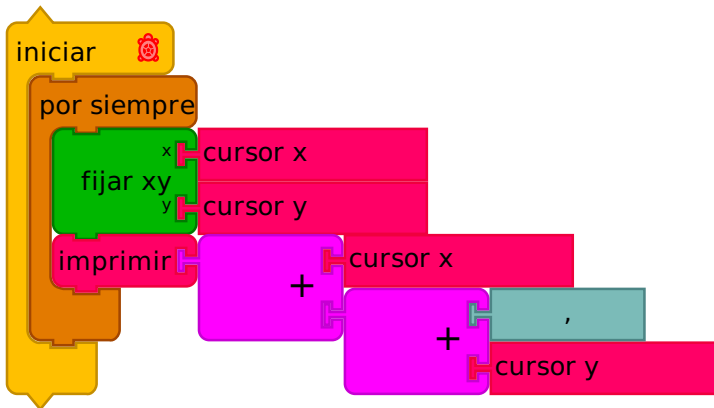 iniciar
por siempre
x
cursor x
fijar xy
y
cursor y
imprimir
cursor x
+
,
+
cursor y